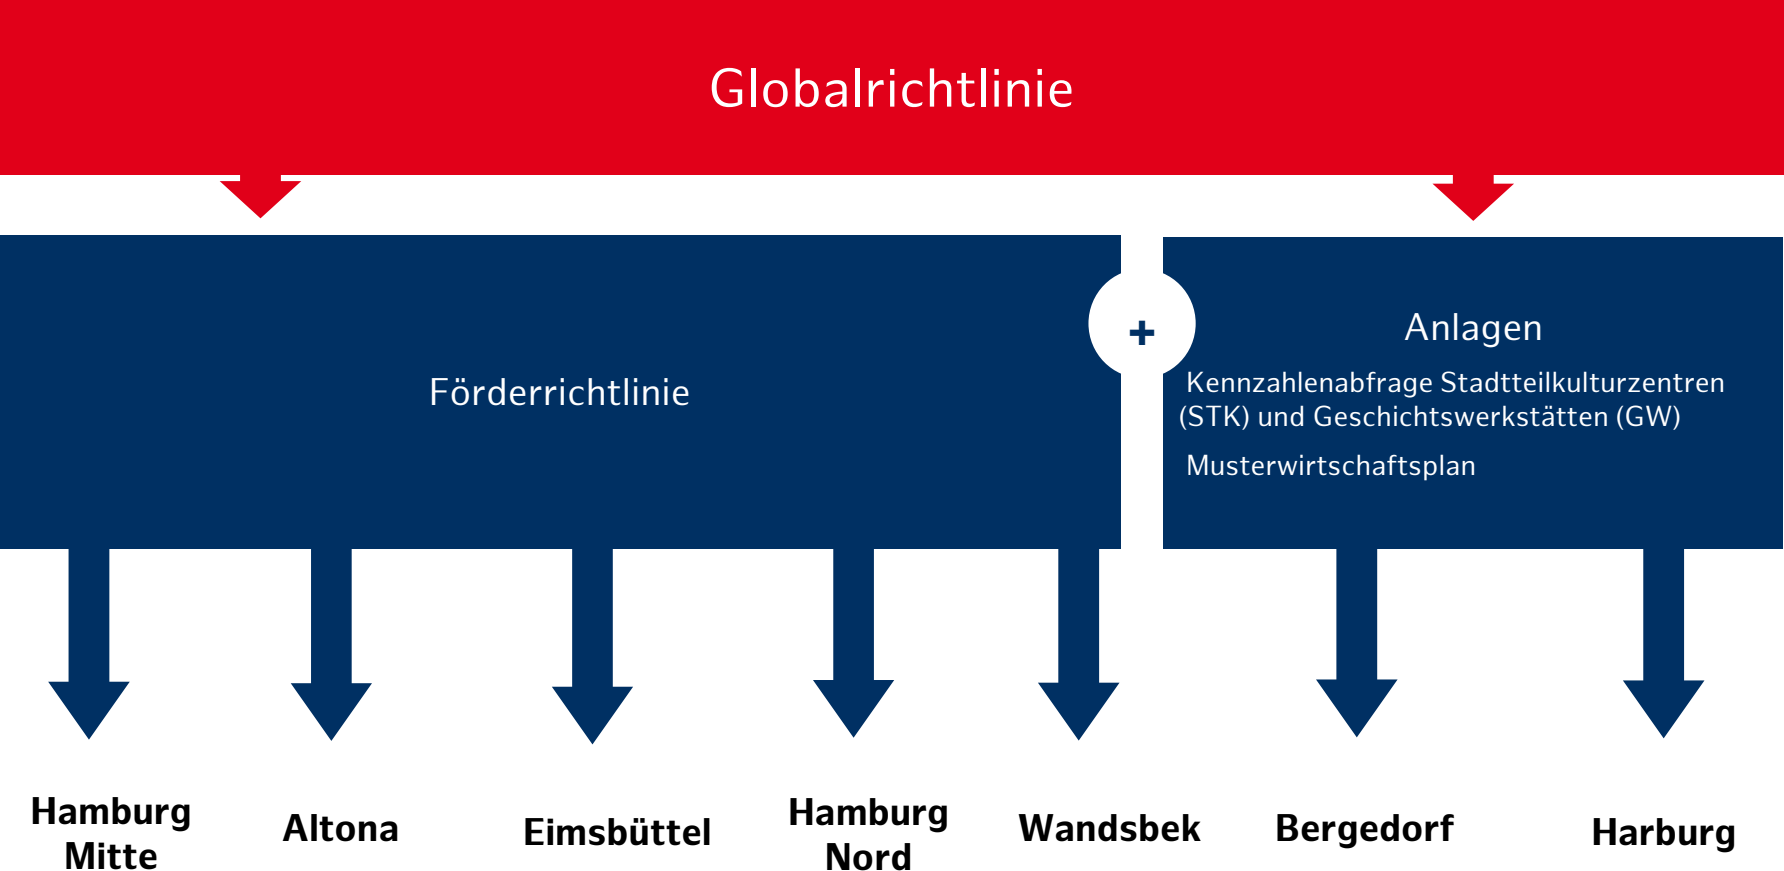 Globalrichtlinie
Förderrichtlinie
+
Anlagen
Kennzahlenabfrage Stadtteilkulturzentren
(STK) und Geschichtswerkstätten (GW)
Musterwirtschaftsplan
Hamburg
Mitte
Altona
Eimsbüttel
Hamburg
Nord
Wandsbek
Bergedorf
Harburg